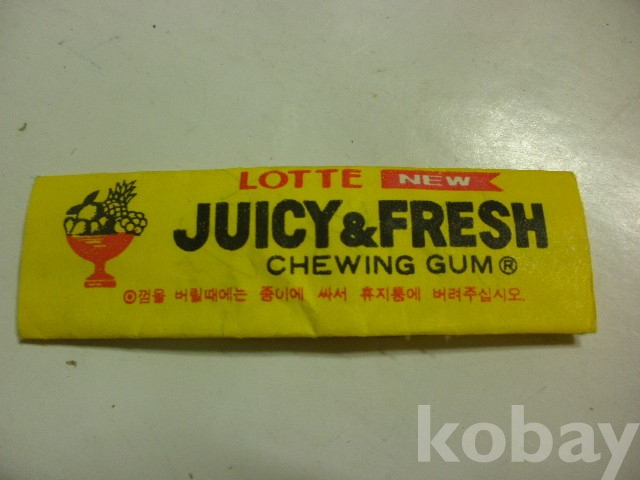 LOTTE NEW
JUICY&FRESH
CHEWING GUM®
◎껌을 버릴때에는 종이에 싸서 휴지통에 버려주십시오.
kobay